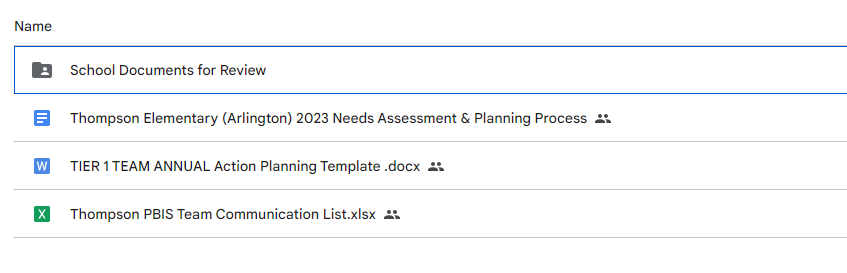 Name
School Documents for Review
Thompson Elementary (Arlington) 2023 Needs Assessment & Planning Process
W TIER 1 TEAM ANNUAL Action Planning Template .docx
X Thompson PBIS Team Communication List.xlsx